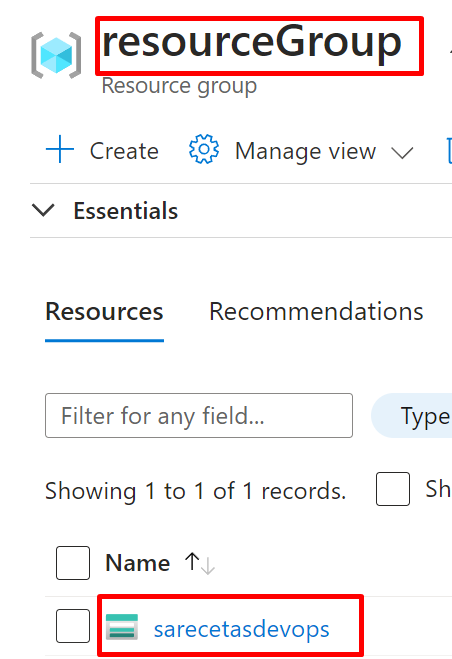 resourceGroup
Resource group
Create Manage view
Essentials
Resources Recommendations
Filter for any field... Type
Showing 1 to 1 of 1 records. Sh
Name
sarecetasdevops